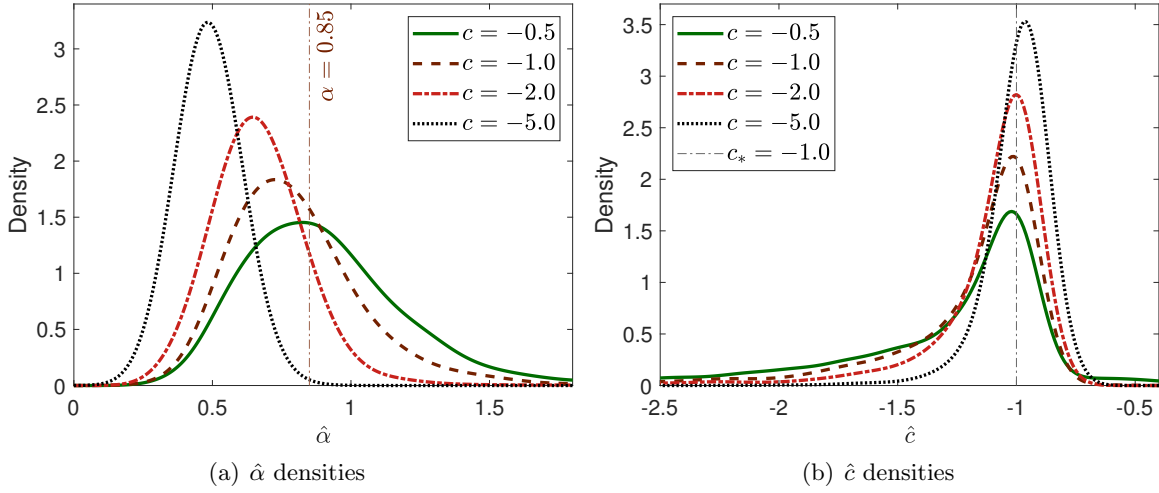 3
2.5
2
1.5
1
0.5
0
Density
0
0.5
1
1.5
α̂
α = 0.85
c = −0.5
c = −1.0
c = −2.0
c = −5.0
(a) α̂ densities
3.5
3
2.5
2
1.5
1
0.5
0
Density
-2.5
-2
-1.5
-1
-0.5
ĉ
c = −0.5
c = −1.0
c = −2.0
c = −5.0
c* = −1.0
(b) ĉ densities